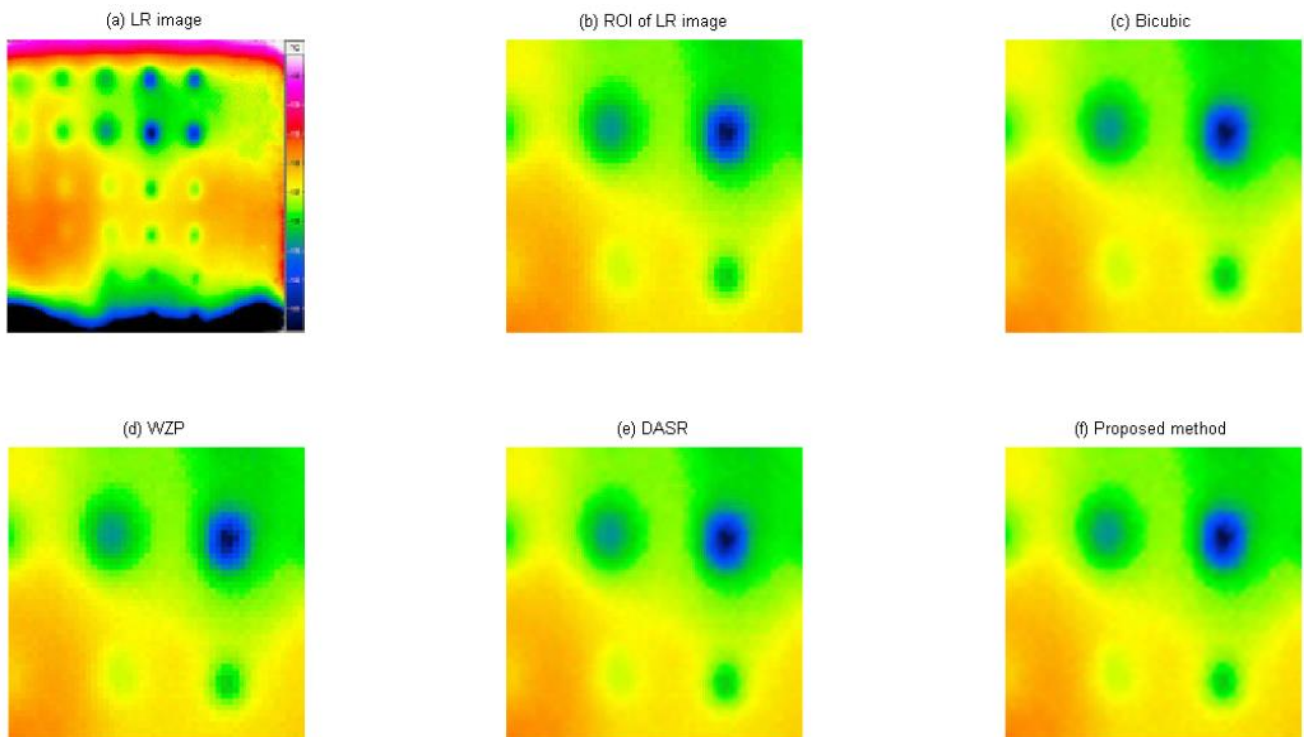 (a) LR image
(b) ROI of LR image
(c) Bicubic
°C
(d) WZP
(e) DASR
(f) Proposed method